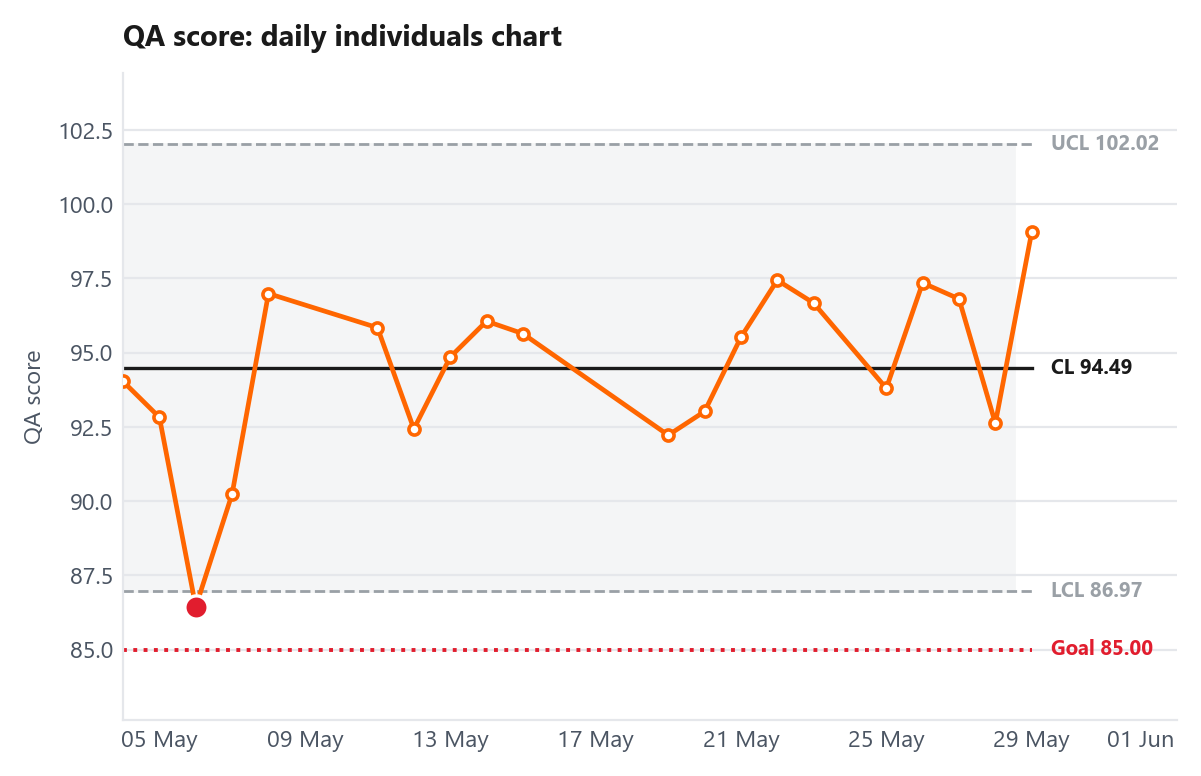 QA score: daily individuals chart
102.5
100.0
97.5
95.0
92.5
90.0
87.5
85.0
QA score
UCL 102.02
CL 94.49
LCL 86.97
Goal 85.00
05 May
09 May
13 May
17 May
21 May
25 May
29 May
01 Jun